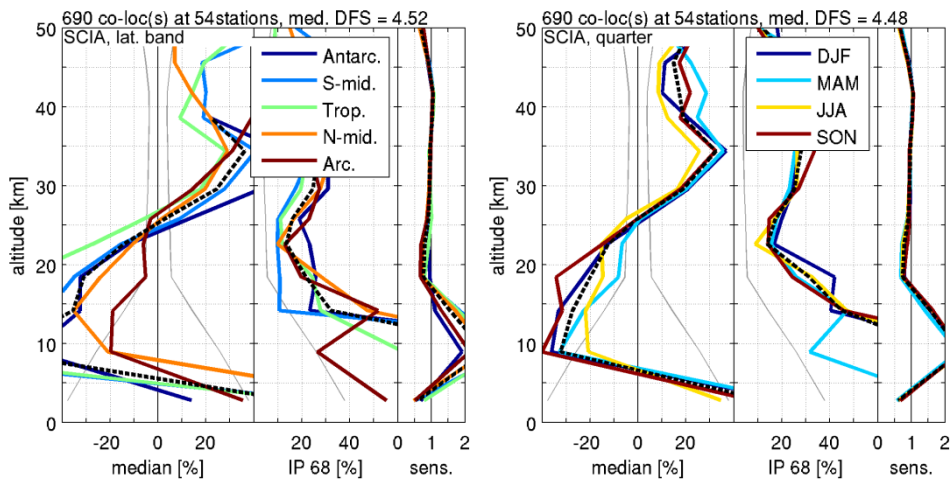 690 co-loc(s) at 54stations, med. DFS = 4.52
SCIA, lat. band
Antarc.
S-mid.
Trop.
N-mid.
Arc.
altitude [km]
50
40
30
20
10
0
-20 0 20
median [%]
20 40
IP 68 [%]
0 1 2
sens.
690 co-loc(s) at 54stations, med. DFS = 4.48
SCIA, quarter
DJF
MAM
JJA
SON
altitude [km]
50
40
30
20
10
0
-20 0 20
median [%]
20 40
IP 68 [%]
0 1 2
sens.